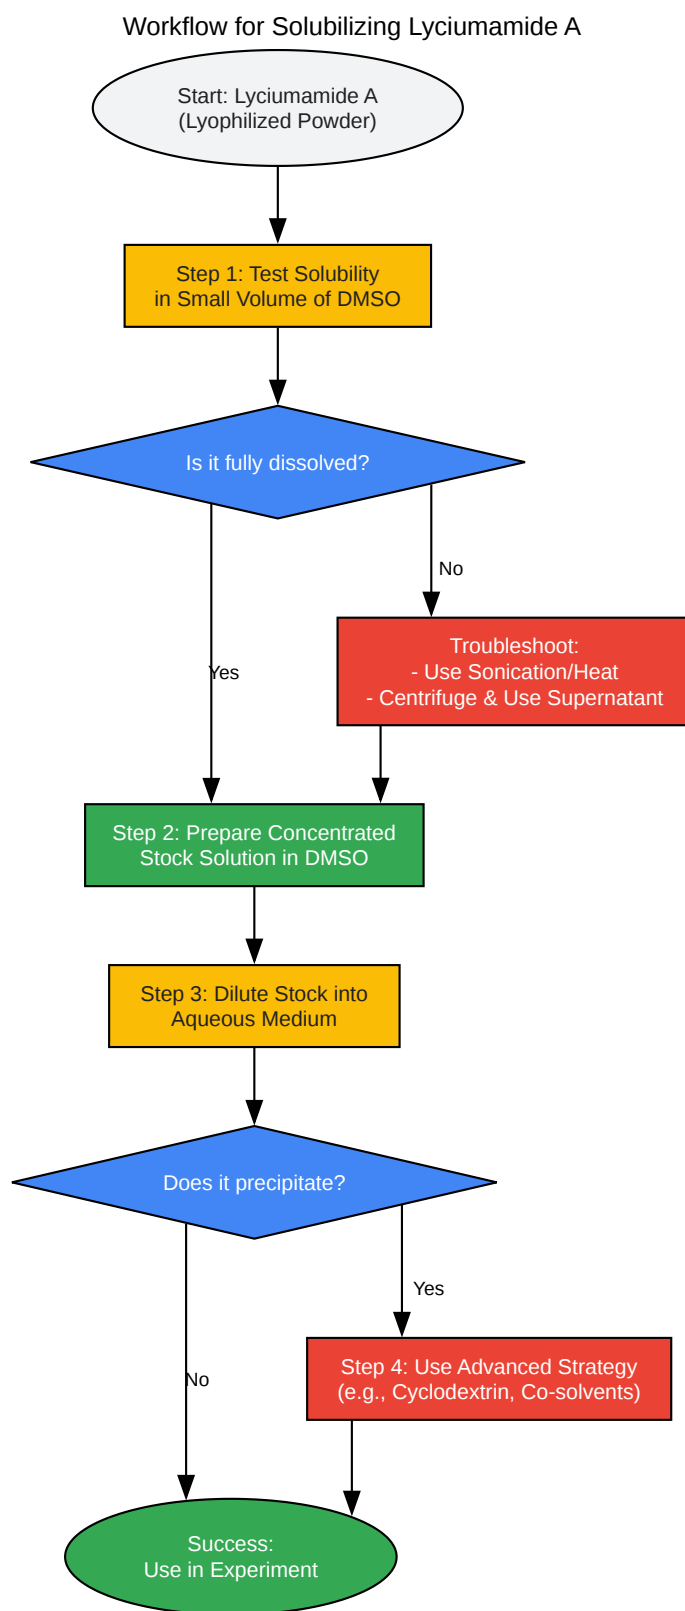 Workflow for Solubilizing Lyciumamide A
Start: Lyciumamide A
(Lyophilized Powder)
Step 1: Test Solubility
in Small Volume of DMSO
Is it fully dissolved?
No
Troubleshoot:
- Use Sonication/Heat
- Centrifuge & Use Supernatant
Yes
Step 2: Prepare Concentrated
Stock Solution in DMSO
Step 3: Dilute Stock into
Aqueous Medium
Does it precipitate?
Yes
Step 4: Use Advanced Strategy
(e.g., Cyclodextrin, Co-solvents)
No
Success:
Use in Experiment